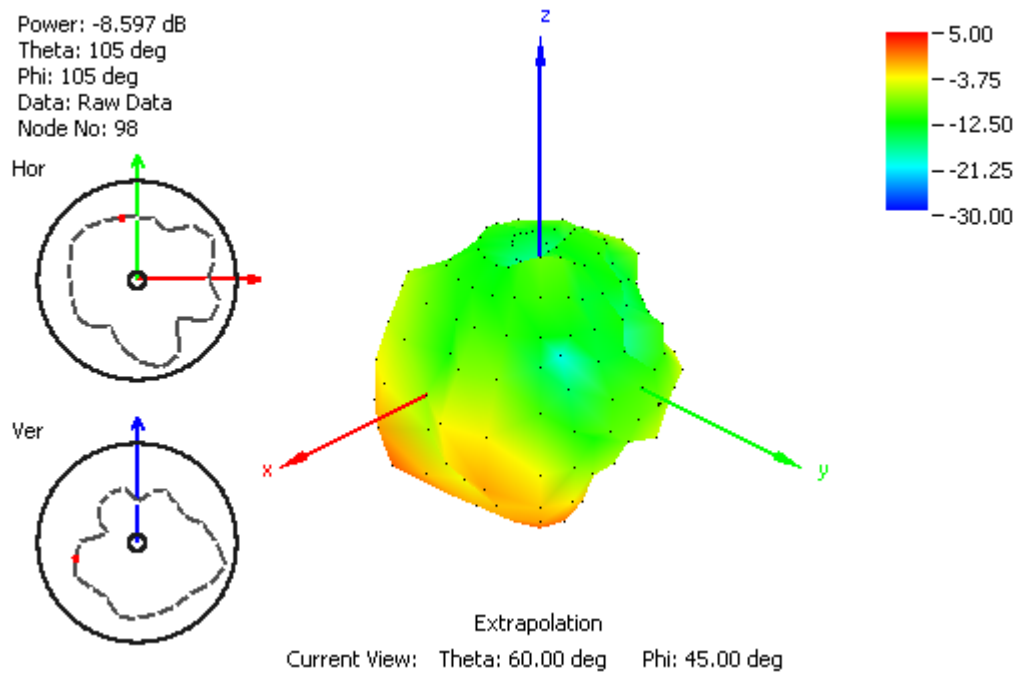 Power: -8.597 dB
Theta: 105 deg
Phi: 105 deg
Data: Raw Data
Node No: 98
Hor
Ver
z
x
y
5.00
-3.75
-12.50
-21.25
-30.00
Extrapolation
Current View: Theta: 60.00 deg Phi: 45.00 deg